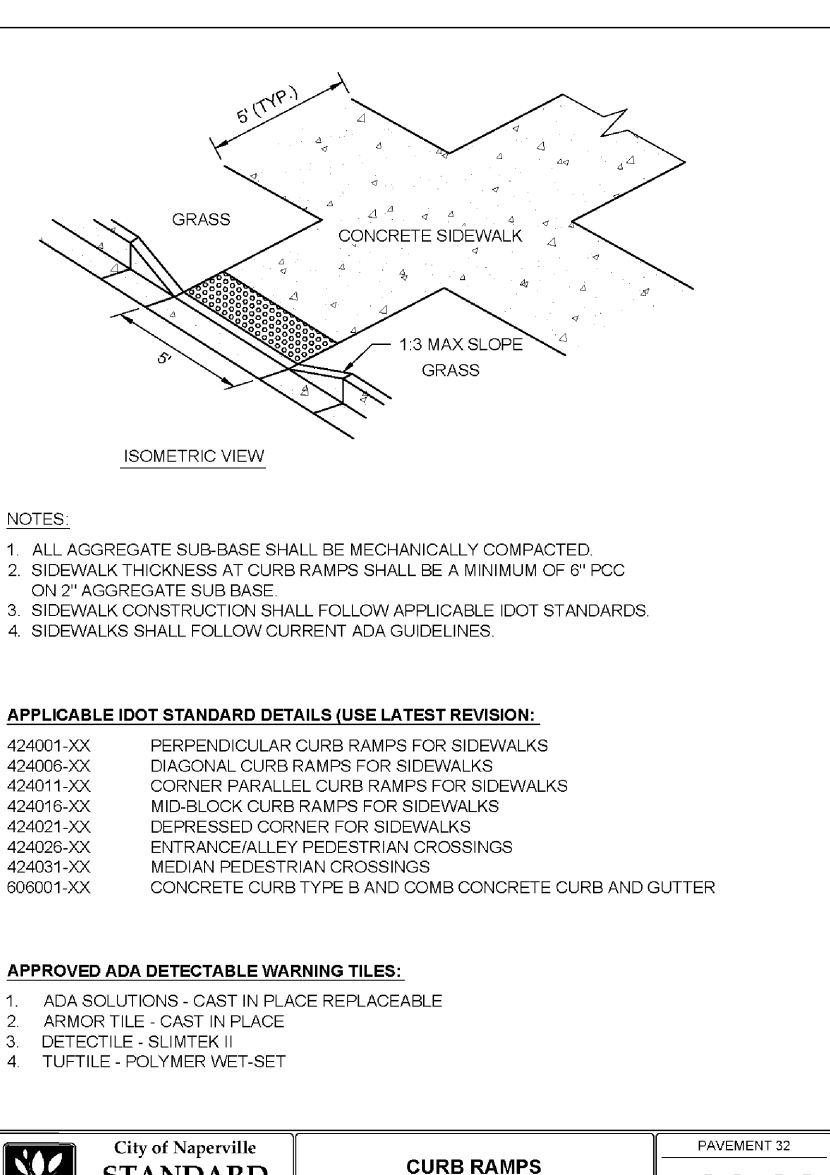 5' (TYP.)
GRASS
CONCRETE SIDEWALK
1:3 MAX SLOPE
GRASS
5'
ISOMETRIC VIEW
NOTES:
1. ALL AGGREGATE SUB-BASE SHALL BE MECHANICALLY COMPACTED.
2. SIDEWALK THICKNESS AT CURB RAMPS SHALL BE A MINIMUM OF 6" PCC
ON 2" AGGREGATE SUB BASE.
3. SIDEWALK CONSTRUCTION SHALL FOLLOW APPLICABLE IDOT STANDARDS.
4. SIDEWALKS SHALL FOLLOW CURRENT ADA GUIDELINES.
APPLICABLE IDOT STANDARD DETAILS (USE LATEST REVISION:
424001-XX PERPENDICULAR CURB RAMPS FOR SIDEWALKS
424006-XX DIAGONAL CURB RAMPS FOR SIDEWALKS
424011-XX CORNER PARALLEL CURB RAMPS FOR SIDEWALKS
424016-XX MID-BLOCK CURB RAMPS FOR SIDEWALKS
424021-XX DEPRESSED CORNER FOR SIDEWALKS
424026-XX ENTRANCE/ALLEY PEDESTRIAN CROSSINGS
424031-XX MEDIAN PEDESTRIAN CROSSINGS
606001-XX CONCRETE CURB TYPE B AND COMB CONCRETE CURB AND GUTTER
APPROVED ADA DETECTABLE WARNING TILES:
1. ADA SOLUTIONS - CAST IN PLACE REPLACEABLE
2. ARMOR TILE - CAST IN PLACE
3. DETECTILE - SLIMTEK II
4. TUFTILE - POLYMER WET-SET
City of Naperville
STANDARD
CURB RAMPS
PAVEMENT 32